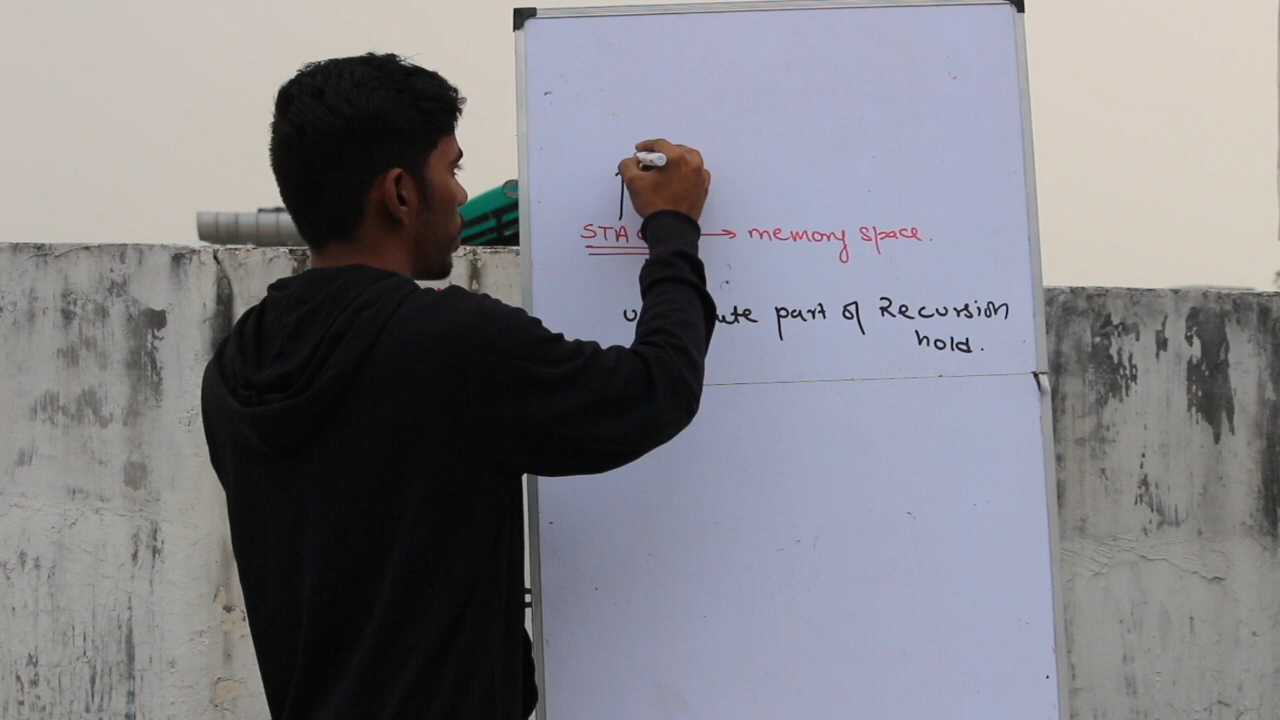 STA → memory space.
part of Recursion
hold.